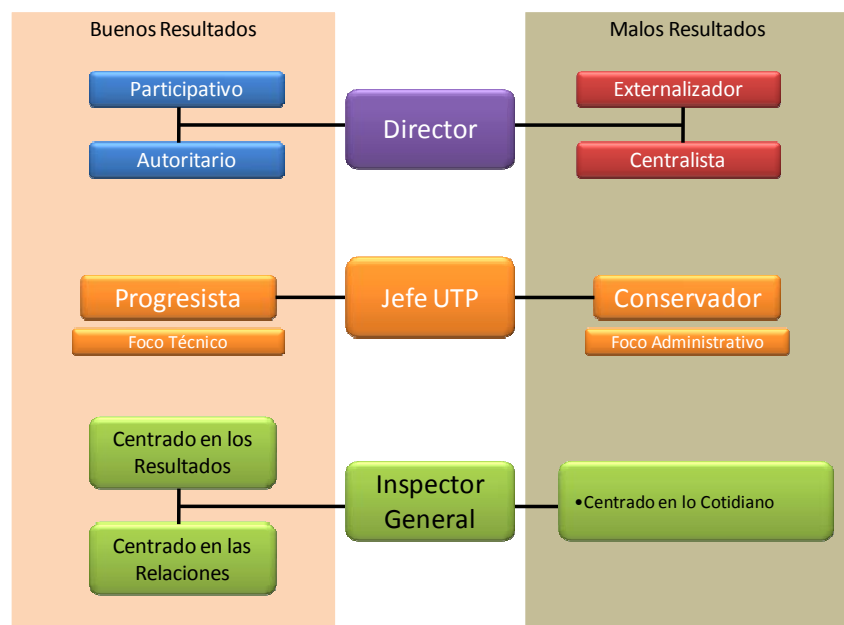 Buenos Resultados
Malos Resultados
Participativo
Externalizador
Director
Autoritario
Centralista
Progresista
Jefe UTP
Conservador
Foco Técnico
Foco Administrativo
Centrado en los
Resultados
Inspector
General
•Centrado en lo Cotidiano
Centrado en las
Relaciones